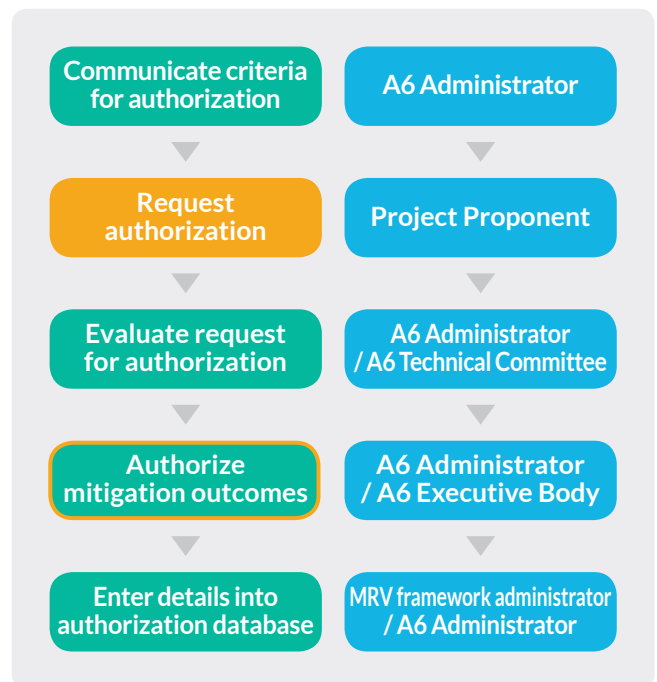 Communicate criteria
for authorization
A6 Administrator
Request
authorization
Project Proponent
Evaluate request
for authorization
A6 Administrator
/ A6 Technical Committee
Authorize
mitigation outcomes
A6 Administrator
/ A6 Executive Body
Enter details into
authorization database
MRV framework administrator
/ A6 Administrator